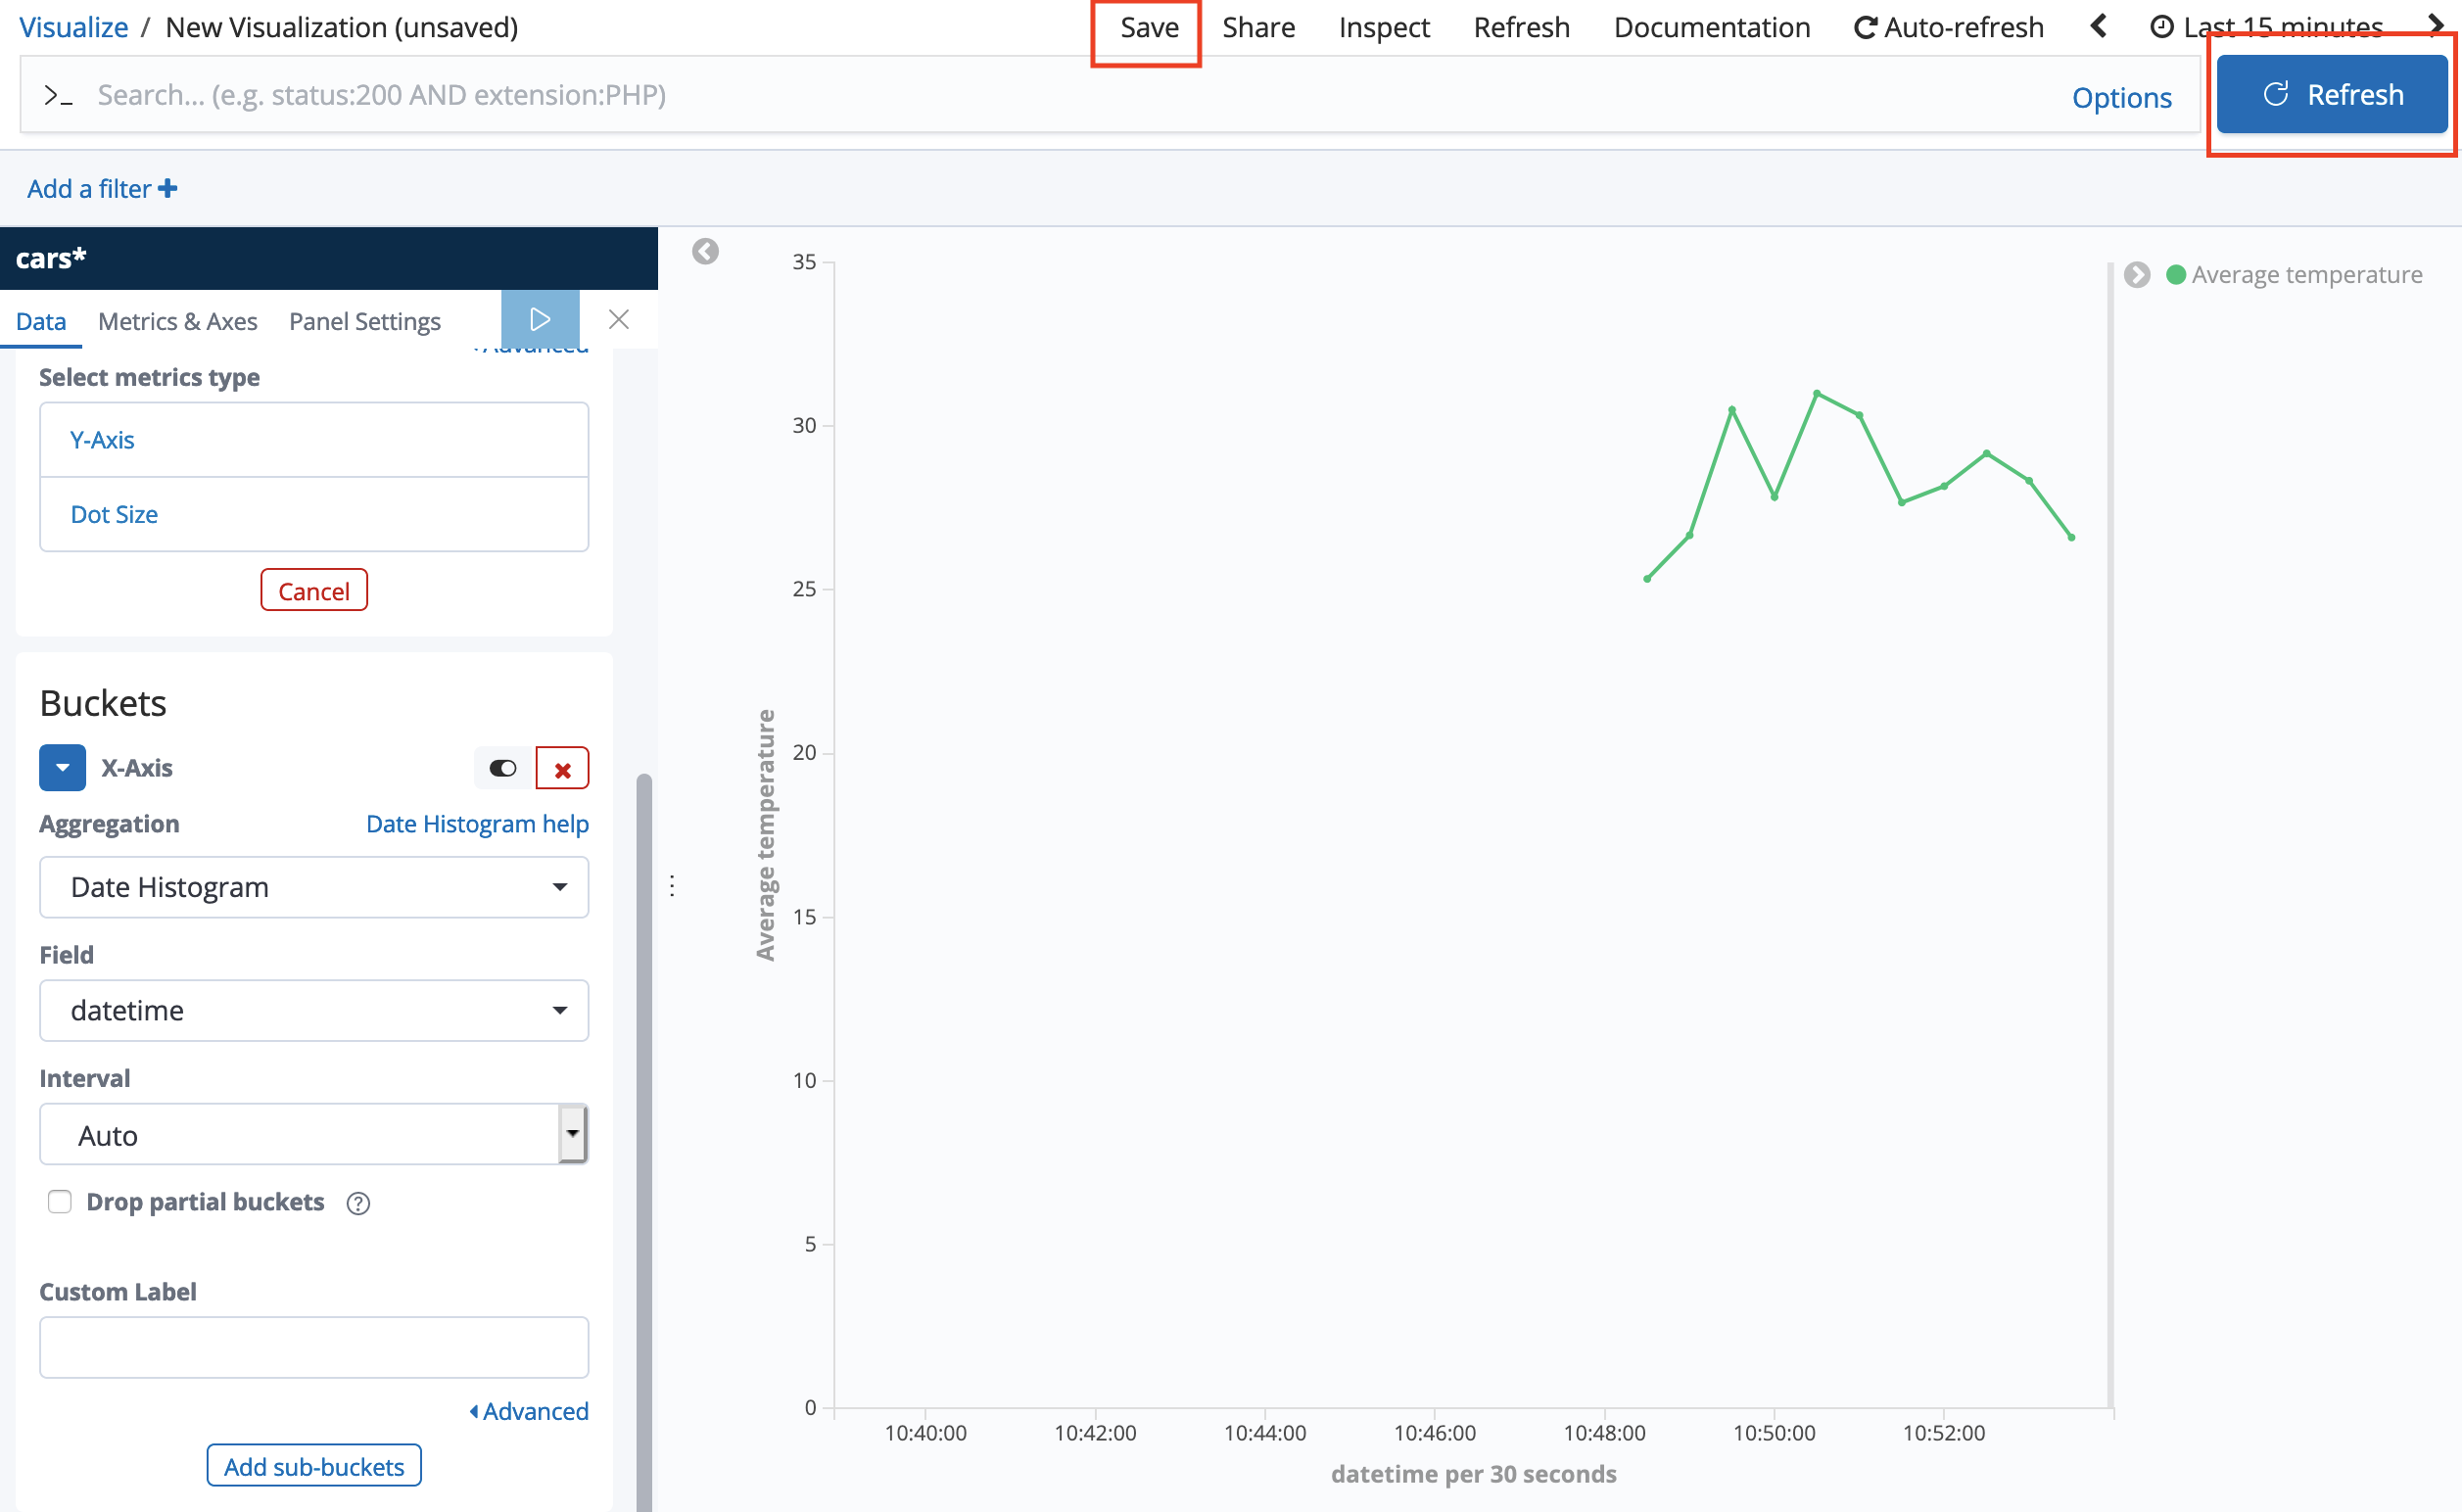 Visualize / New Visualization (unsaved)
Save Share Inspect Refresh Documentation Auto-refresh Last 15 minutes
>_ Search... (e.g. status:200 AND extension:PHP) Options Refresh
Add a filter
cars*
Data Metrics & Axes Panel Settings
Advanced
Select metrics type
Y-Axis
Dot Size
Cancel
Buckets
X-Axis
Aggregation Date Histogram help
Date Histogram
Field
datetime
Interval
Auto
Drop partial buckets ?
Custom Label
Advanced
Add sub-buckets
Average temperature
35
30
25
20
15
10
5
0
10:40:00 10:42:00 10:44:00 10:46:00 10:48:00 10:50:00 10:52:00
datetime per 30 seconds
Average temperature